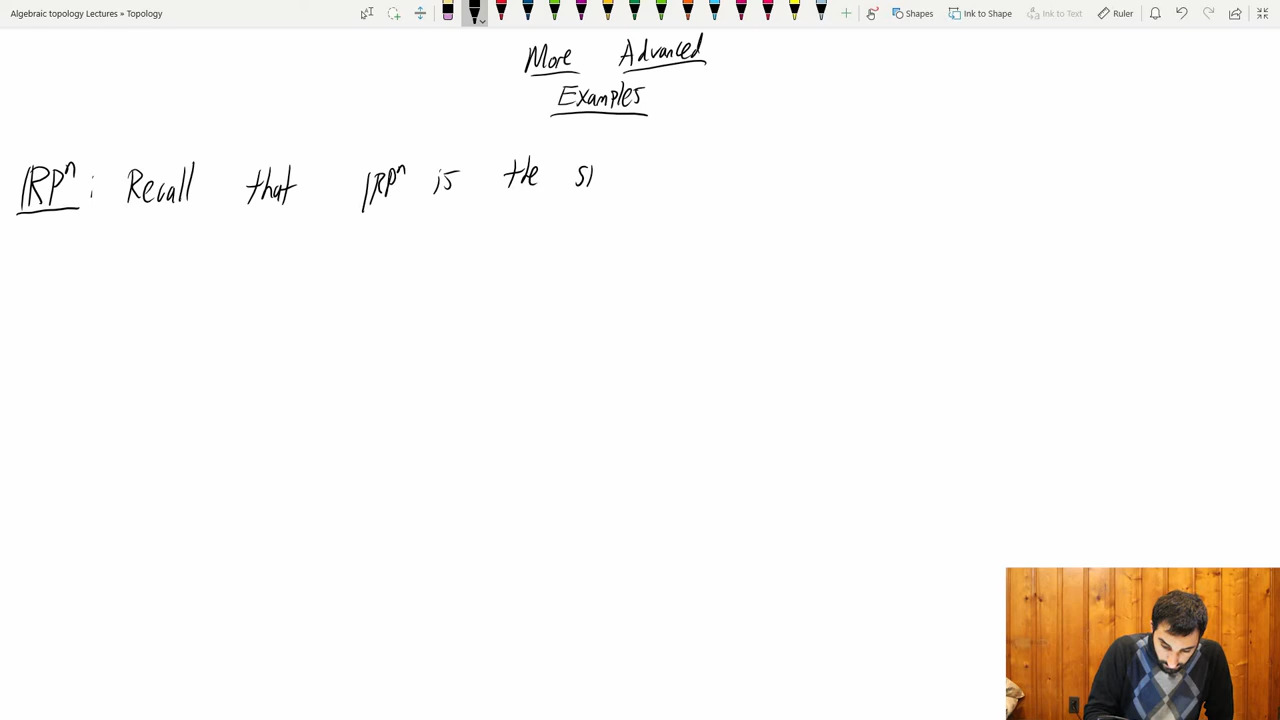 Algebraic topology Lectures » Topology
Shapes
Ink to Shape
Ink to Text
Ruler
More Advanced
Examples
ℝPⁿ: Recall that ℝPⁿ is the